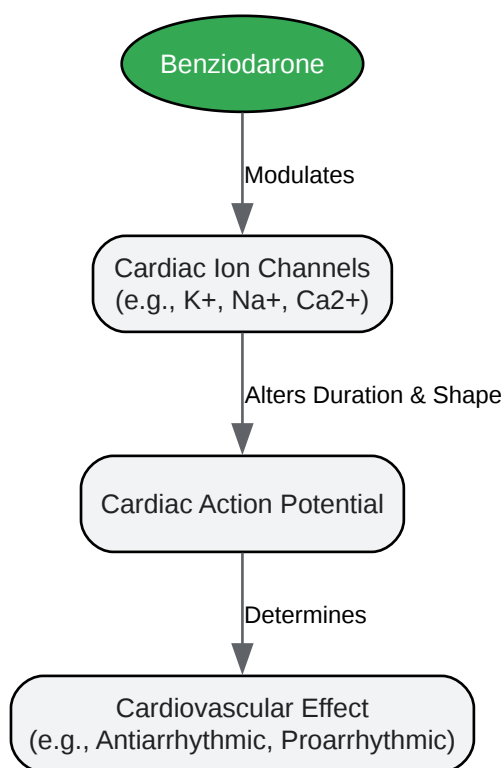 Benziodarone
Modulates
Cardiac Ion Channels
(e.g., K+, Na+, Ca2+)
Alters Duration & Shape
Cardiac Action Potential
Determines
Cardiovascular Effect
(e.g., Antiarrhythmic, Proarrhythmic)